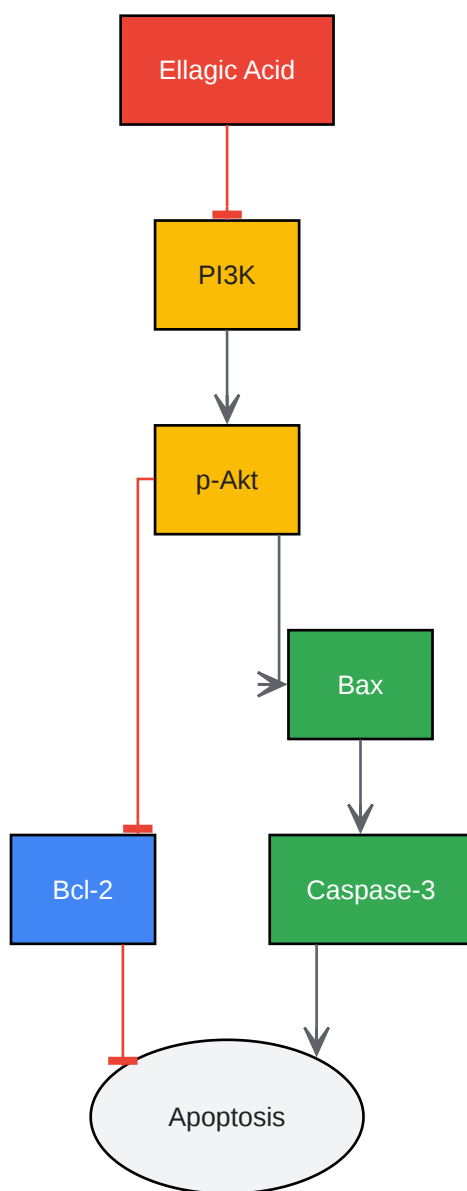 Ellagic Acid
PI3K
p-Akt
Bax
Bcl-2
Caspase-3
Apoptosis